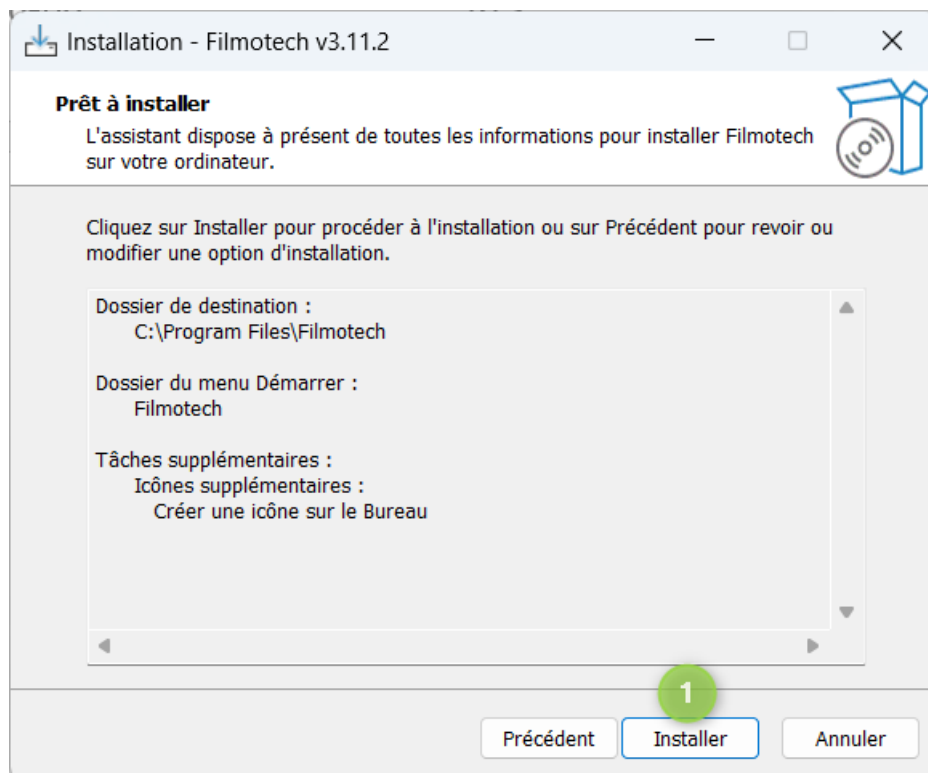 Installation - Filmotech v3.11.2
Prêt à installer
L'assistant dispose à présent de toutes les informations pour installer Filmotech
sur votre ordinateur.
Cliquez sur Installer pour procéder à l'installation ou sur Précédent pour revoir ou
modifier une option d'installation.
Dossier de destination :
C:\Program Files\Filmotech
Dossier du menu Démarrer :
Filmotech
Tâches supplémentaires :
Icônes supplémentaires :
Créer une icône sur le Bureau
1
Précédent Installer Annuler